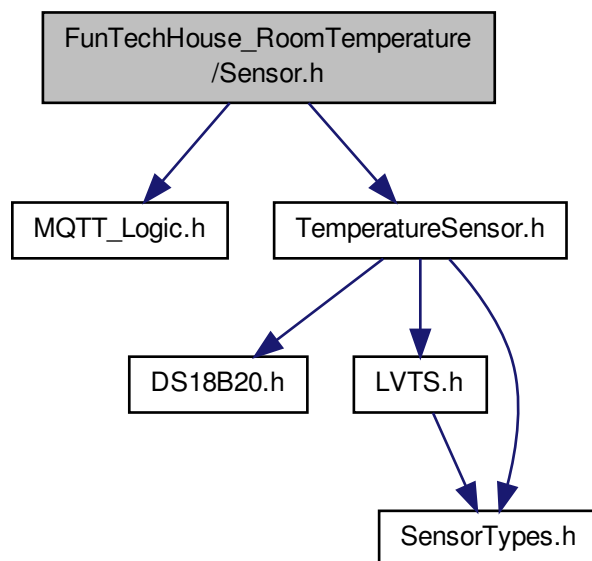 FunTechHouse_RoomTemperature
/Sensor.h
MQTT_Logic.h
TemperatureSensor.h
DS18B20.h
LVTS.h
SensorTypes.h